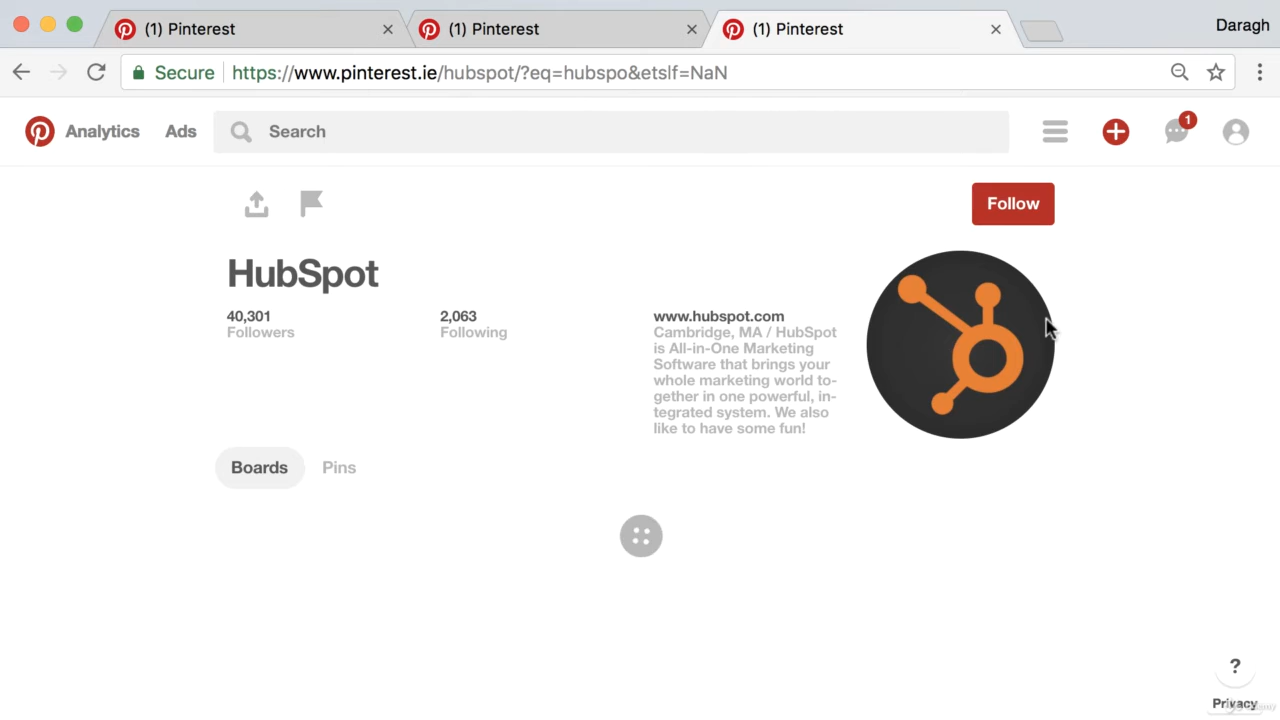 (1) Pinterest
(1) Pinterest
(1) Pinterest
Daragh
Secure https://www.pinterest.ie/hubspot/?eq=hubspo&etslf=NaN
Analytics Ads Search 1
Follow
HubSpot
40,301
Followers
2,063
Following
www.hubspot.com
Cambridge, MA / HubSpot
is All-in-One Marketing
Software that brings your
whole marketing world to-
gether in one powerful, in-
tegrated system. We also
like to have some fun!
Boards Pins
?
Privacy